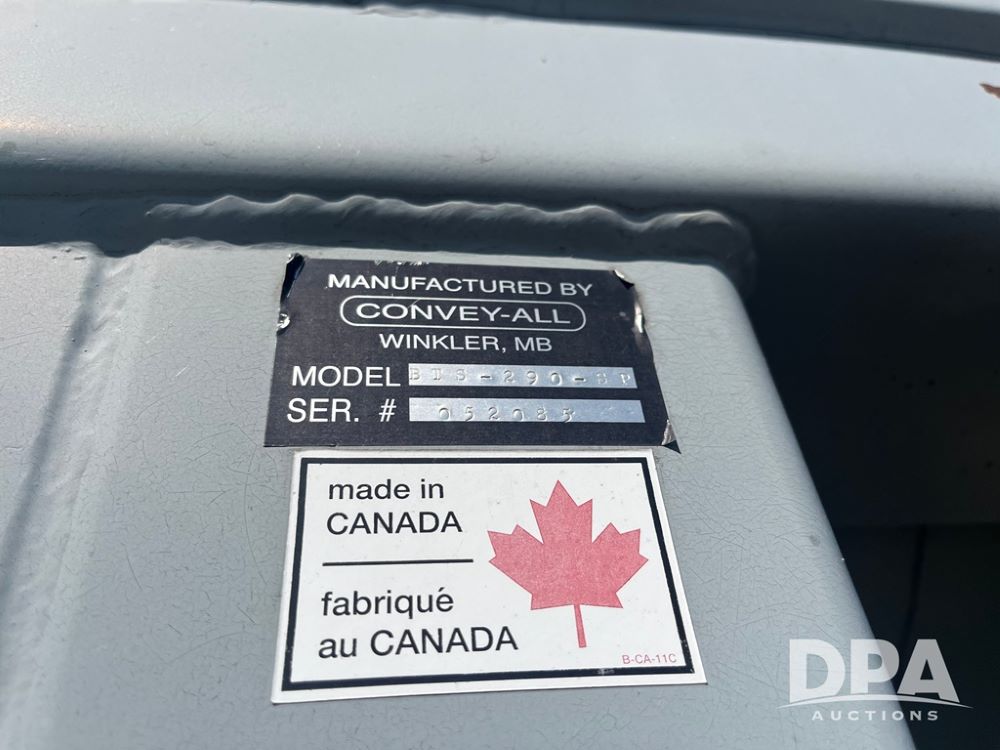 MANUFACTURED BY
CONVEY-ALL
WINKLER, MB
MODEL BTS-290-SP
SER. # 052085
made in
CANADA
fabriqué
au CANADA
B-CA-11C
DPA
AUCTIONS